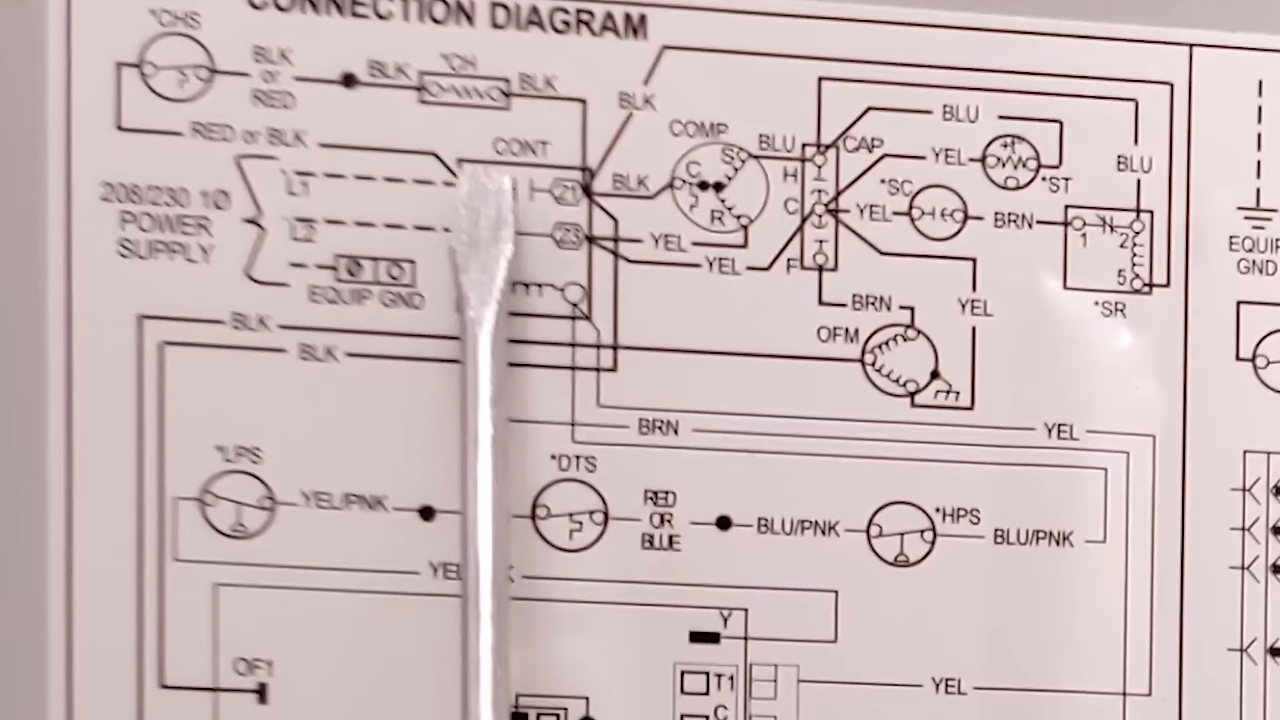 CONNECTION DIAGRAM
*CHS
BLK
or
RED
BLK
*CH
BLK
RED or BLK
CONT
BLK
COMP
BLU
CAP
BLU
YEL
*ST
BLU
208/230 1Ø
POWER
SUPPLY
L1
L2
EQUIP GND
21
23
BLK
C
S
R
H
C
F
YEL
YEL
*SC
YEL
BRN
1
2
5
*SR
GND
BRN
YEL
OFM
BLK
BLK
BRN
YEL
*LPS
YEL/PNK
*DTS
RED
OR
BLUE
BLU/PNK
*HPS
BLU/PNK
Y
OF1
T1
C
YEL